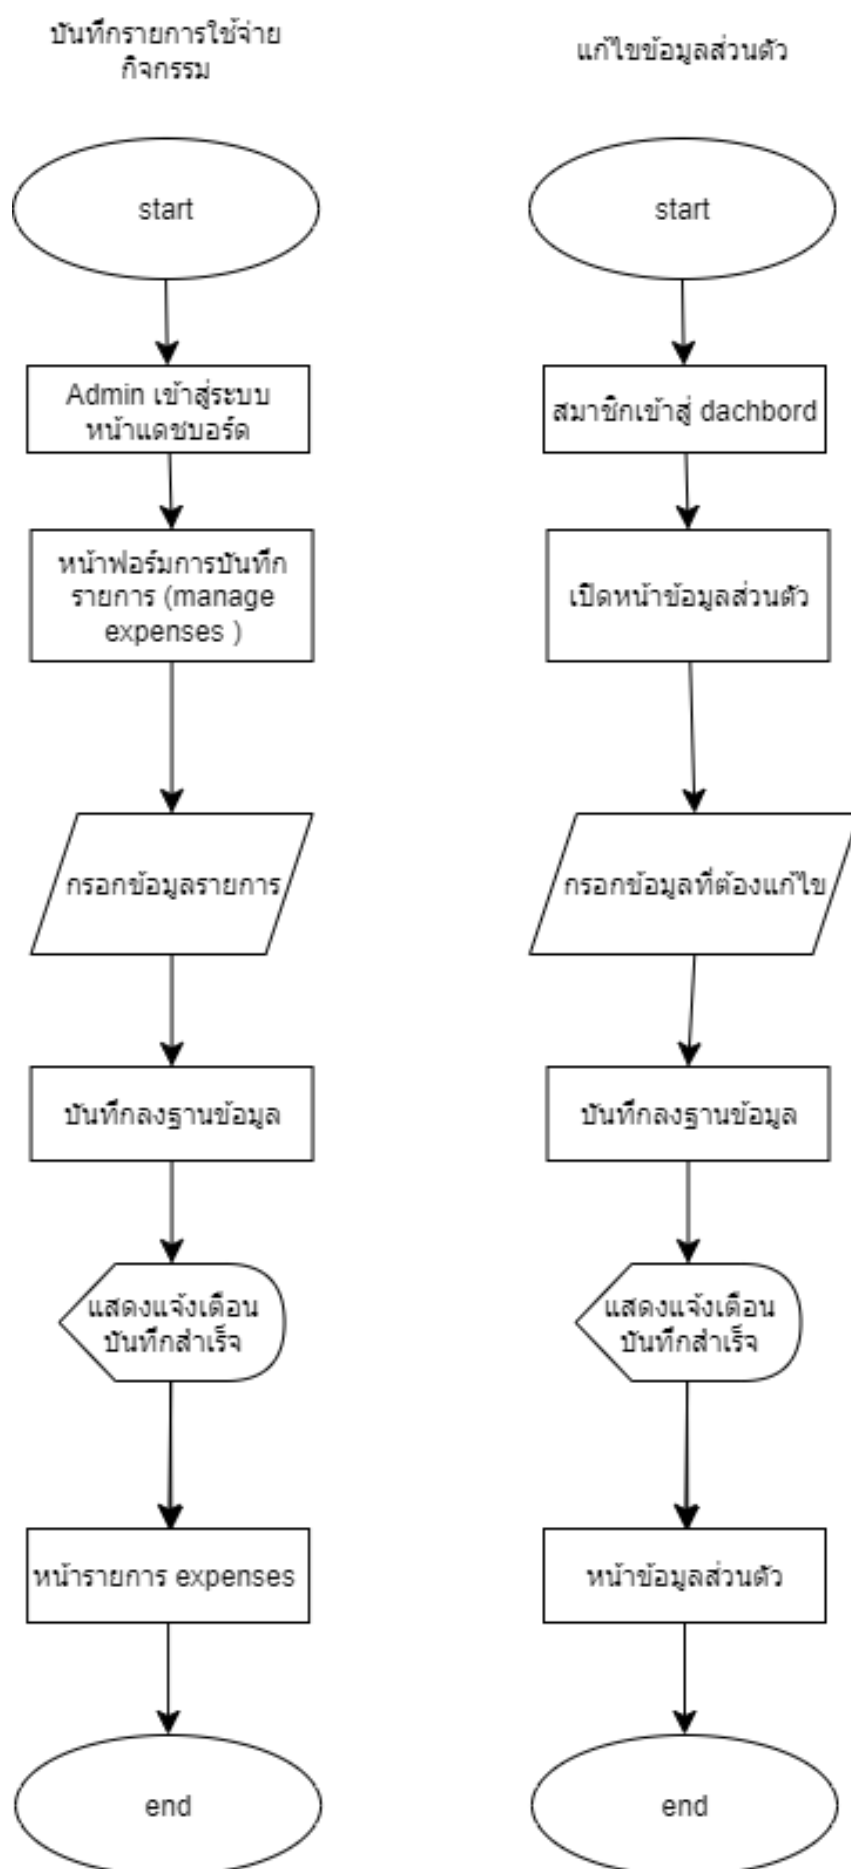 บันทึกรายการใช้จ่าย
กิจกรรม
start
Admin เข้าสู่ระบบ
หน้าแดชบอร์ด
หน้าฟอร์มการบันทึก
รายการ (manage
expenses )
กรอกข้อมูลรายการ
บันทึกลงฐานข้อมูล
แสดงแจ้งเตือน
บันทึกสำเร็จ
หน้ารายการ expenses
end
แก้ไขข้อมูลส่วนตัว
start
สมาชิกเข้าสู่ dachbord
เปิดหน้าข้อมูลส่วนตัว
กรอกข้อมูลที่ต้องแก้ไข
บันทึกลงฐานข้อมูล
แสดงแจ้งเตือน
บันทึกสำเร็จ
หน้าข้อมูลส่วนตัว
end